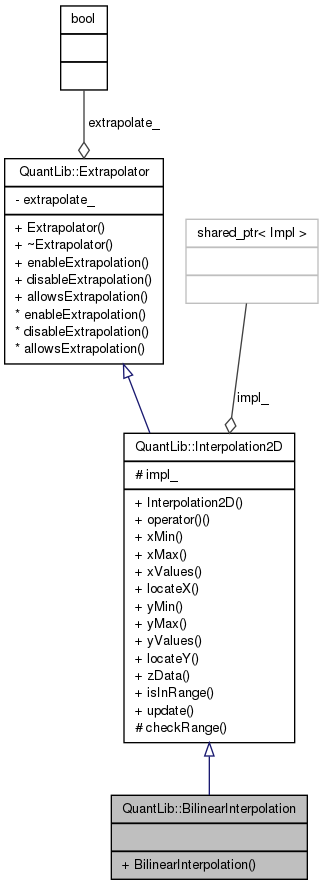 bool
extrapolate_
QuantLib::Extrapolator
- extrapolate_
+ Extrapolator()
+ ~Extrapolator()
+ enableExtrapolation()
+ disableExtrapolation()
+ allowsExtrapolation()
* enableExtrapolation()
* disableExtrapolation()
* allowsExtrapolation()
shared_ptr< Impl >
impl_
QuantLib::Interpolation2D
# impl_
+ Interpolation2D()
+ operator()()
+ xMin()
+ xMax()
+ xValues()
+ locateX()
+ yMin()
+ yMax()
+ yValues()
+ locateY()
+ zData()
+ isInRange()
+ update()
# checkRange()
QuantLib::BilinearInterpolation
+ BilinearInterpolation()